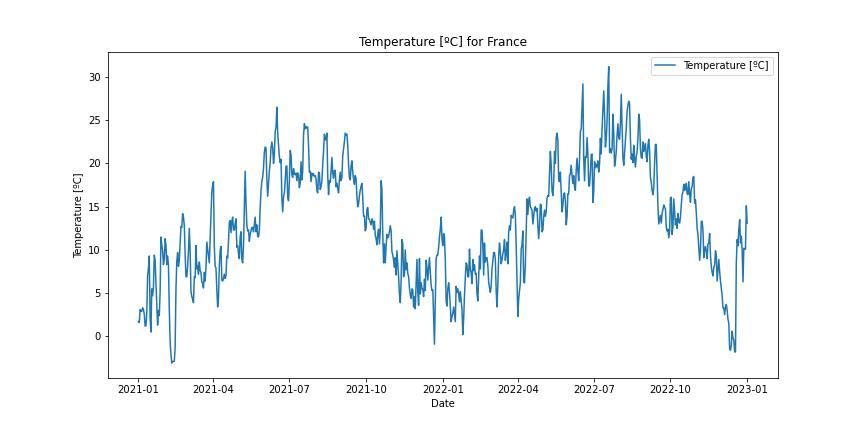 Temperature [ºC] for France
Temperature [ºC]
30
25
20
15
10
5
0
Temperature [ºC]
2021-01 2021-04 2021-07 2021-10 2022-01 2022-04 2022-07 2022-10 2023-01
Date